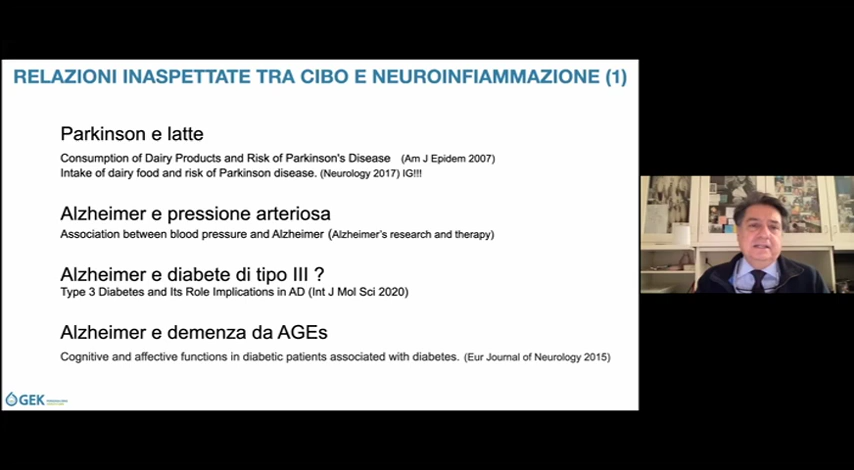 RELAZIONI INASPETTATE TRA CIBO E NEUROINFIAMMAZIONE (1)
Parkinson e latte
Consumption of Dairy Products and Risk of Parkinson's Disease (Am J Epidem 2007)
Intake of dairy food and risk of Parkinson disease. (Neurology 2017) IG!!!
Alzheimer e pressione arteriosa
Association between blood pressure and Alzheimer (Alzheimer's research and therapy)
Alzheimer e diabete di tipo III ?
Type 3 Diabetes and Its Role Implications in AD (Int J Mol Sci 2020)
Alzheimer e demenza da AGEs
Cognitive and affective functions in diabetic patients associated with diabetes. (Eur Journal of Neurology 2015)
GEK